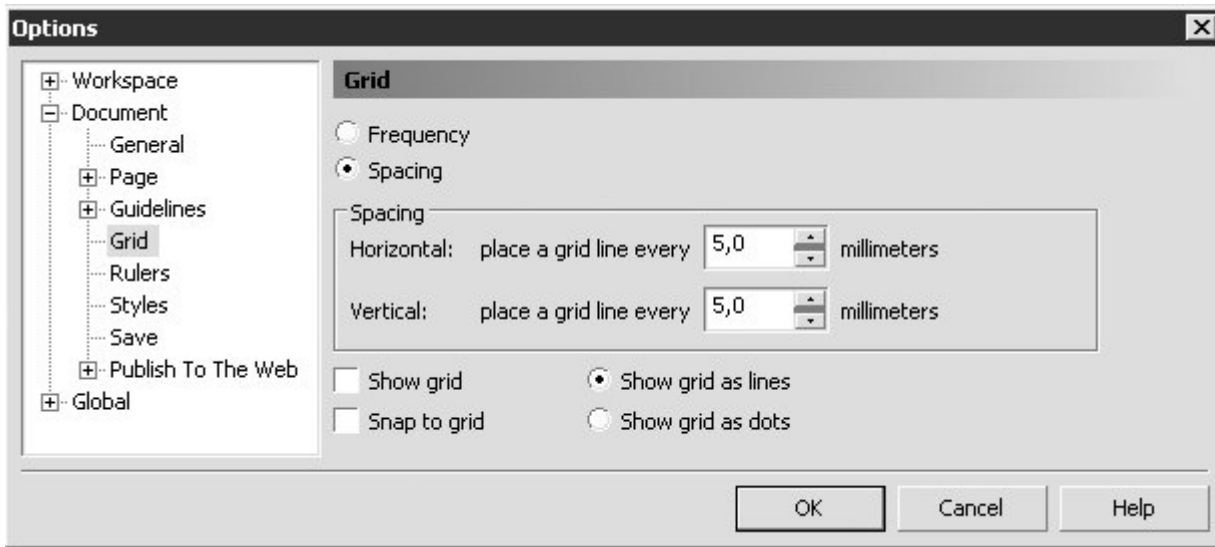 Options
Workspace
Document
General
Page
Guidelines
Grid
Rulers
Styles
Save
Publish To The Web
Global
Grid
Frequency
Spacing
Spacing
Horizontal: place a grid line every 5,0 millimeters
Vertical: place a grid line every 5,0 millimeters
Show grid Show grid as lines
Snap to grid Show grid as dots
OK Cancel Help